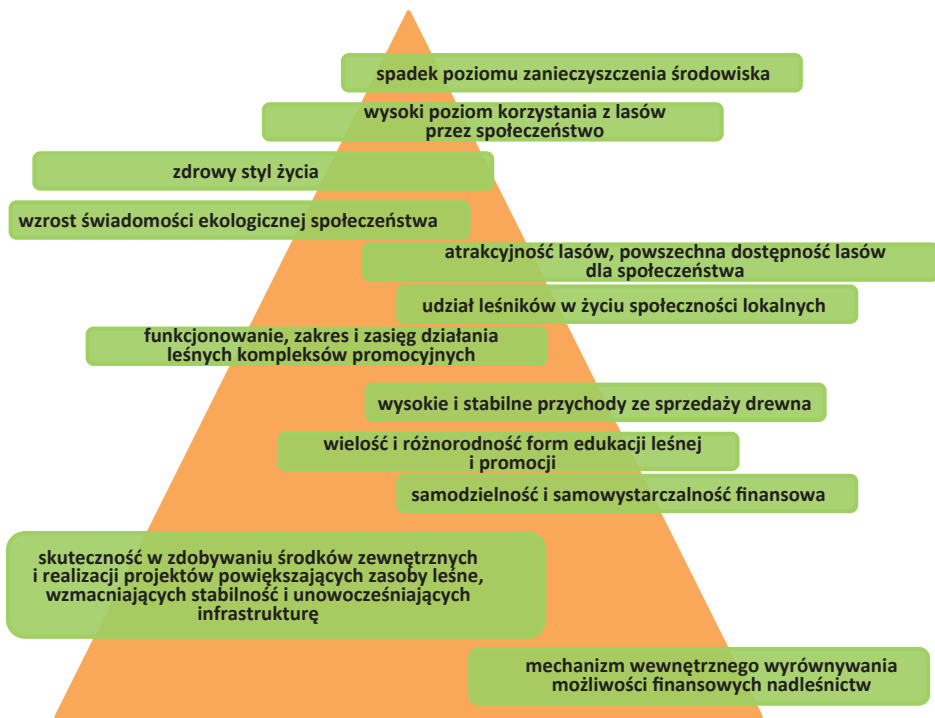 spadek poziomu zanieczyszczenia środowiska
wysoki poziom korzystania z lasów
przez społeczeństwo
zdrowy styl życia
wzrost świadomości ekologicznej społeczeństwa
atrakcyjność lasów, powszechna dostępność lasów
dla społeczeństwa
udział leśników w życiu społeczności lokalnych
funkcjonowanie, zakres i zasięg działania
leśnych kompleksów promocyjnych
wysokie i stabilne przychody ze sprzedaży drewna
wielość i różnorodność form edukacji leśnej
i promocji
samodzielność i samowystarczalność finansowa
skuteczność w zdobywaniu środków zewnętrznych
i realizacji projektów powiększających zasoby leśne,
wzmacniających stabilność i unowocześniających
infrastrukturę
mechanizm wewnętrznego wyrównywania
możliwości finansowych nadleśnictw